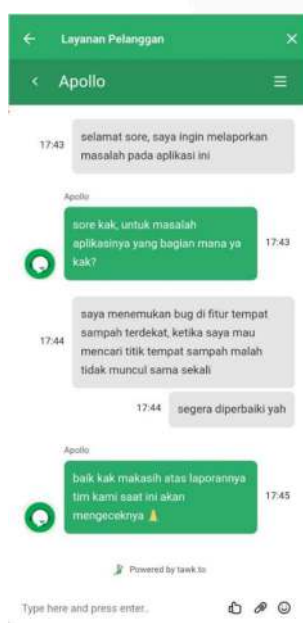 Layanan Pelanggan
Apollo
17:43
selamat sore, saya ingin melaporkan
masalah pada aplikasi ini
Apollo
sore kak, untuk masalah
aplikasinya yang bagian mana ya
kak?
17:43
17:44
saya menemukan bug di fitur tempat
sampah terdekat, ketika saya mau
mencari titik tempat sampah malah
tidak muncul sama sekali
17:44
segera diperbaiki yah
Apollo
baik kak makasih atas laporannya
tim kami saat ini akan
mengeceknya 🙏
17:45
Powered by tawk.to
Type here and press enter..